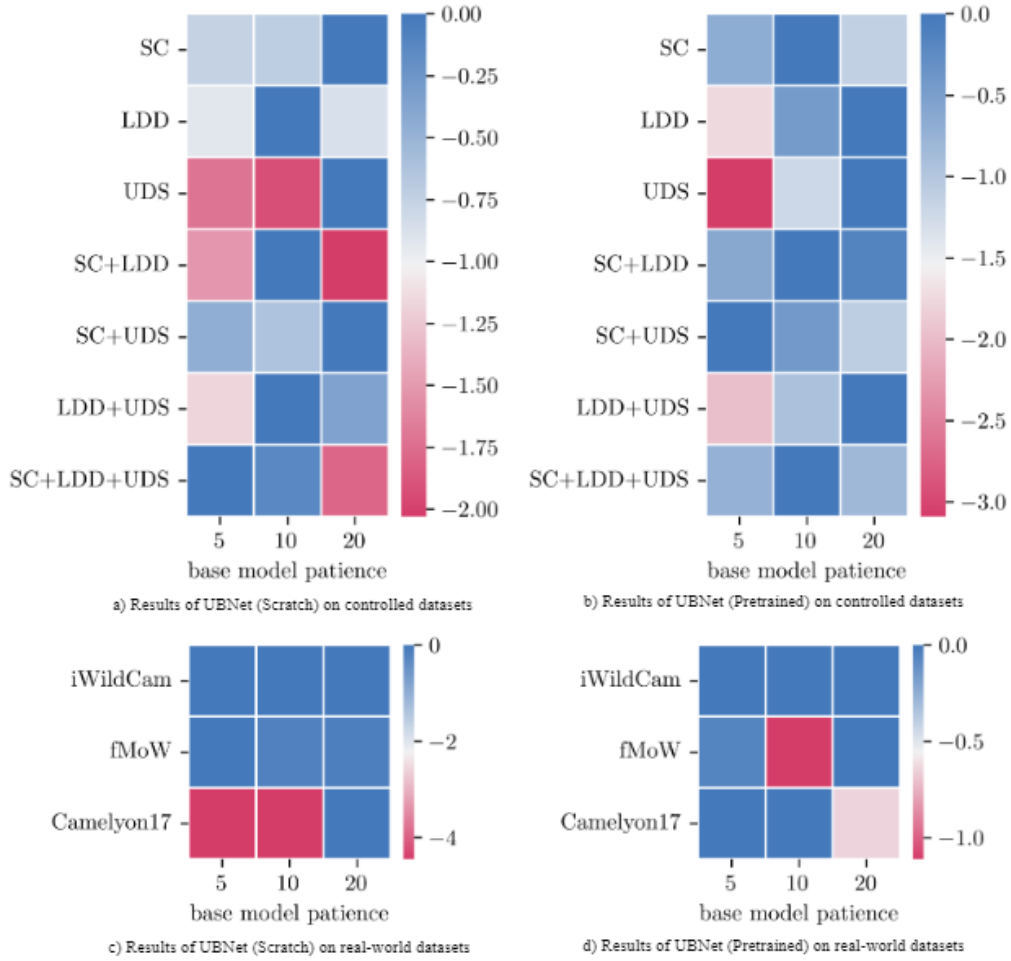 SC
LDD
UDS
SC+LDD
SC+UDS
LDD+UDS
SC+LDD+UDS
5 10 20
base model patience
0.00
−0.25
−0.50
−0.75
−1.00
−1.25
−1.50
−1.75
−2.00
a) Results of UBNet (Scratch) on controlled datasets
SC
LDD
UDS
SC+LDD
SC+UDS
LDD+UDS
SC+LDD+UDS
5 10 20
base model patience
0.0
−0.5
−1.0
−1.5
−2.0
−2.5
−3.0
b) Results of UBNet (Pretrained) on controlled datasets
iWildCam
fMoW
Camelyon17
5 10 20
base model patience
0
−2
−4
c) Results of UBNet (Scratch) on real-world datasets
iWildCam
fMoW
Camelyon17
5 10 20
base model patience
0.0
−0.5
−1.0
d) Results of UBNet (Pretrained) on real-world datasets